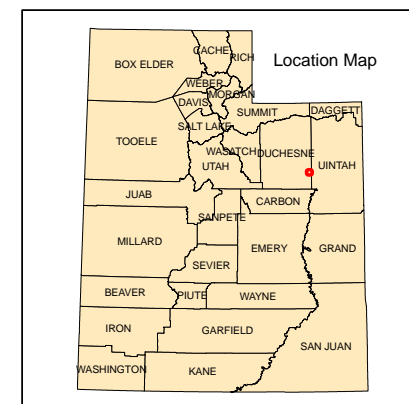 Location Map
CACHE
RICH
BOX ELDER
WEBER
MORGAN
DAVIS
SUMMIT
DAGGETT
SALT LAKE
TOOELE
WASATCH
DUCHESNE
UTAH
UINTAH
JUAB
CARBON
SANPETE
MILLARD
EMERY
GRAND
SEVIER
BEAVER
PIUTE
WAYNE
IRON
GARFIELD
SAN JUAN
WASHINGTON
KANE